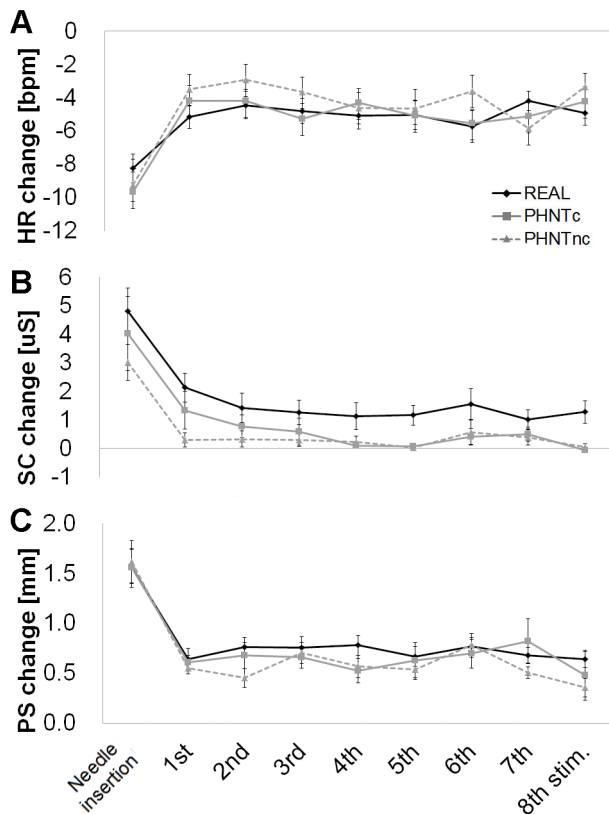 A
HR change [bpm]
0
-2
-4
-6
-8
-10
-12
REAL
PHNTc
PHNTnc
B
SC change [uS]
6
5
4
3
2
1
0
-1
C
PS change [mm]
2.0
1.5
1.0
0.5
0.0
Needle
insertion
1st
2nd
3rd
4th
5th
6th
7th
8th stim.